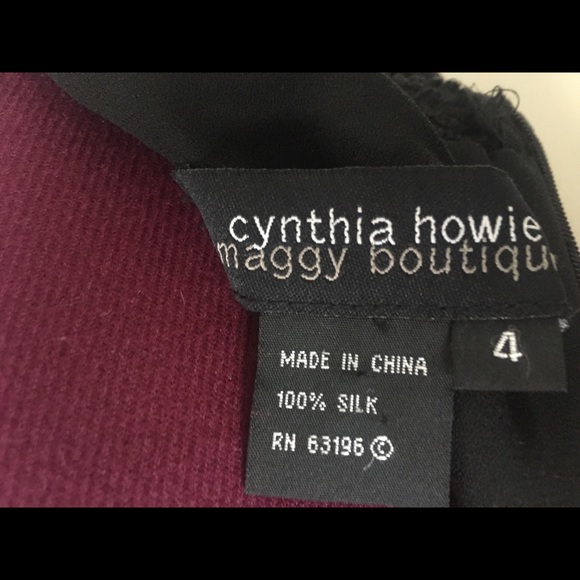 cynthia howie
maggy boutiqu
4
MADE IN CHINA
100% SILK
RN 63196 ©